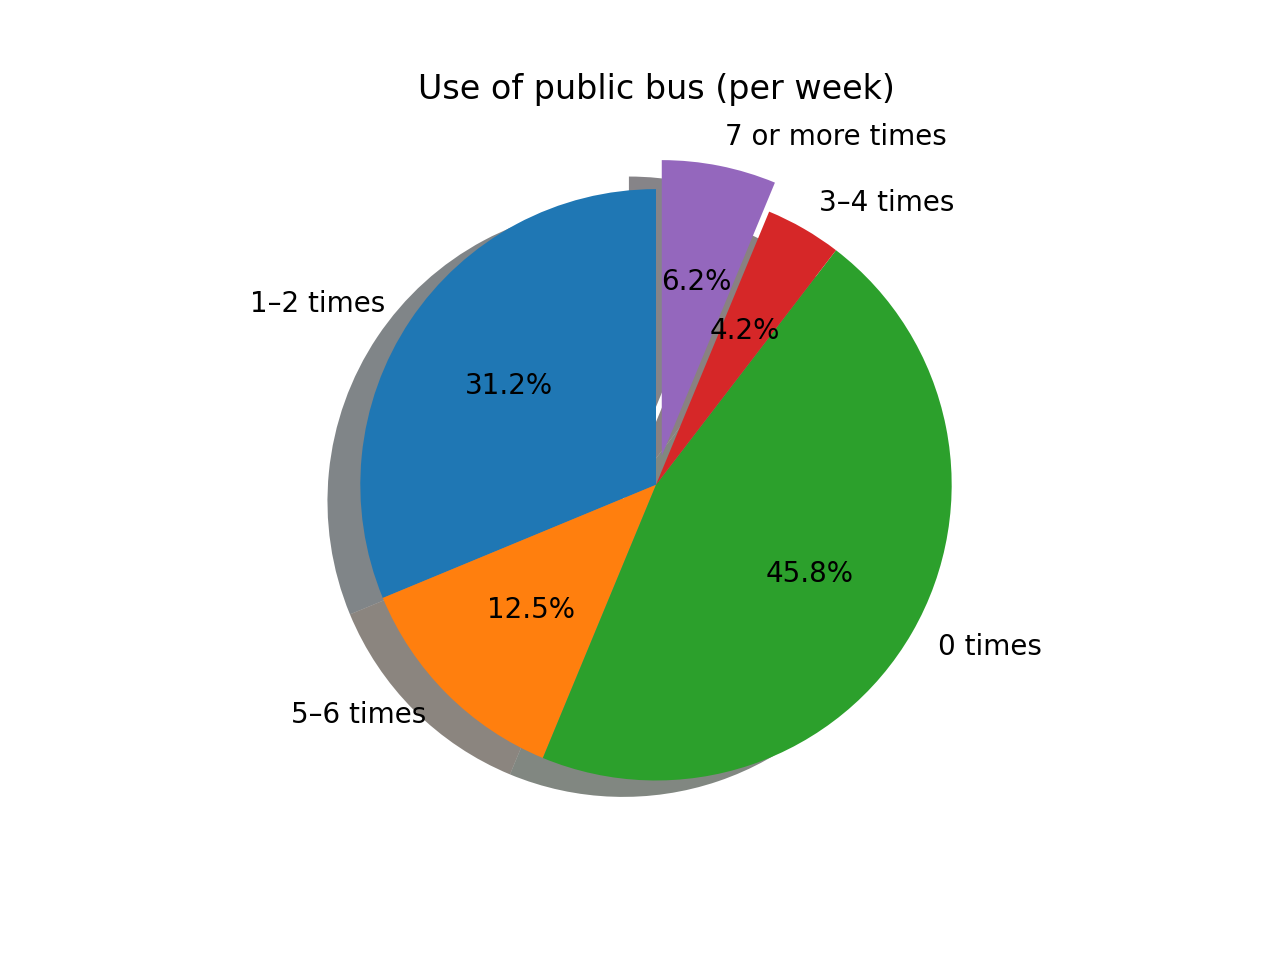 Use of public bus (per week)
7 or more times
3–4 times
6.2%
1–2 times
4.2%
31.2%
45.8%
12.5%
0 times
5–6 times